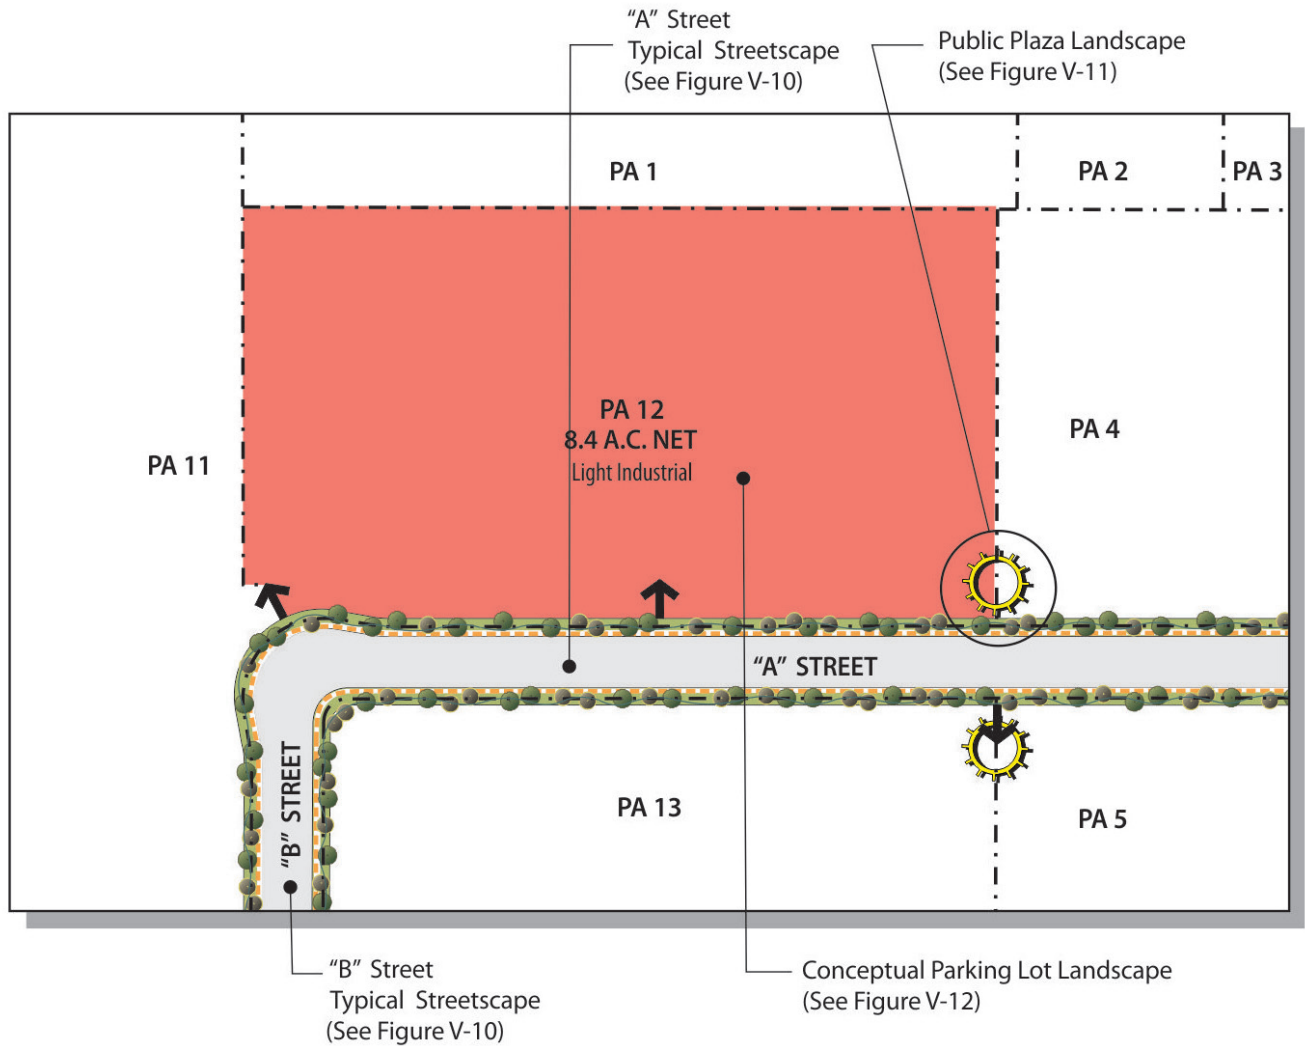 “A” Street
Typical Streetscape
(See Figure V-10)
Public Plaza Landscape
(See Figure V-11)
PA 1
PA 2
PA 3
PA 12
8.4 A.C. NET
Light Industrial
PA 4
PA 11
“A” STREET
“B” STREET
PA 13
PA 5
“B” Street
Typical Streetscape
(See Figure V-10)
Conceptual Parking Lot Landscape
(See Figure V-12)